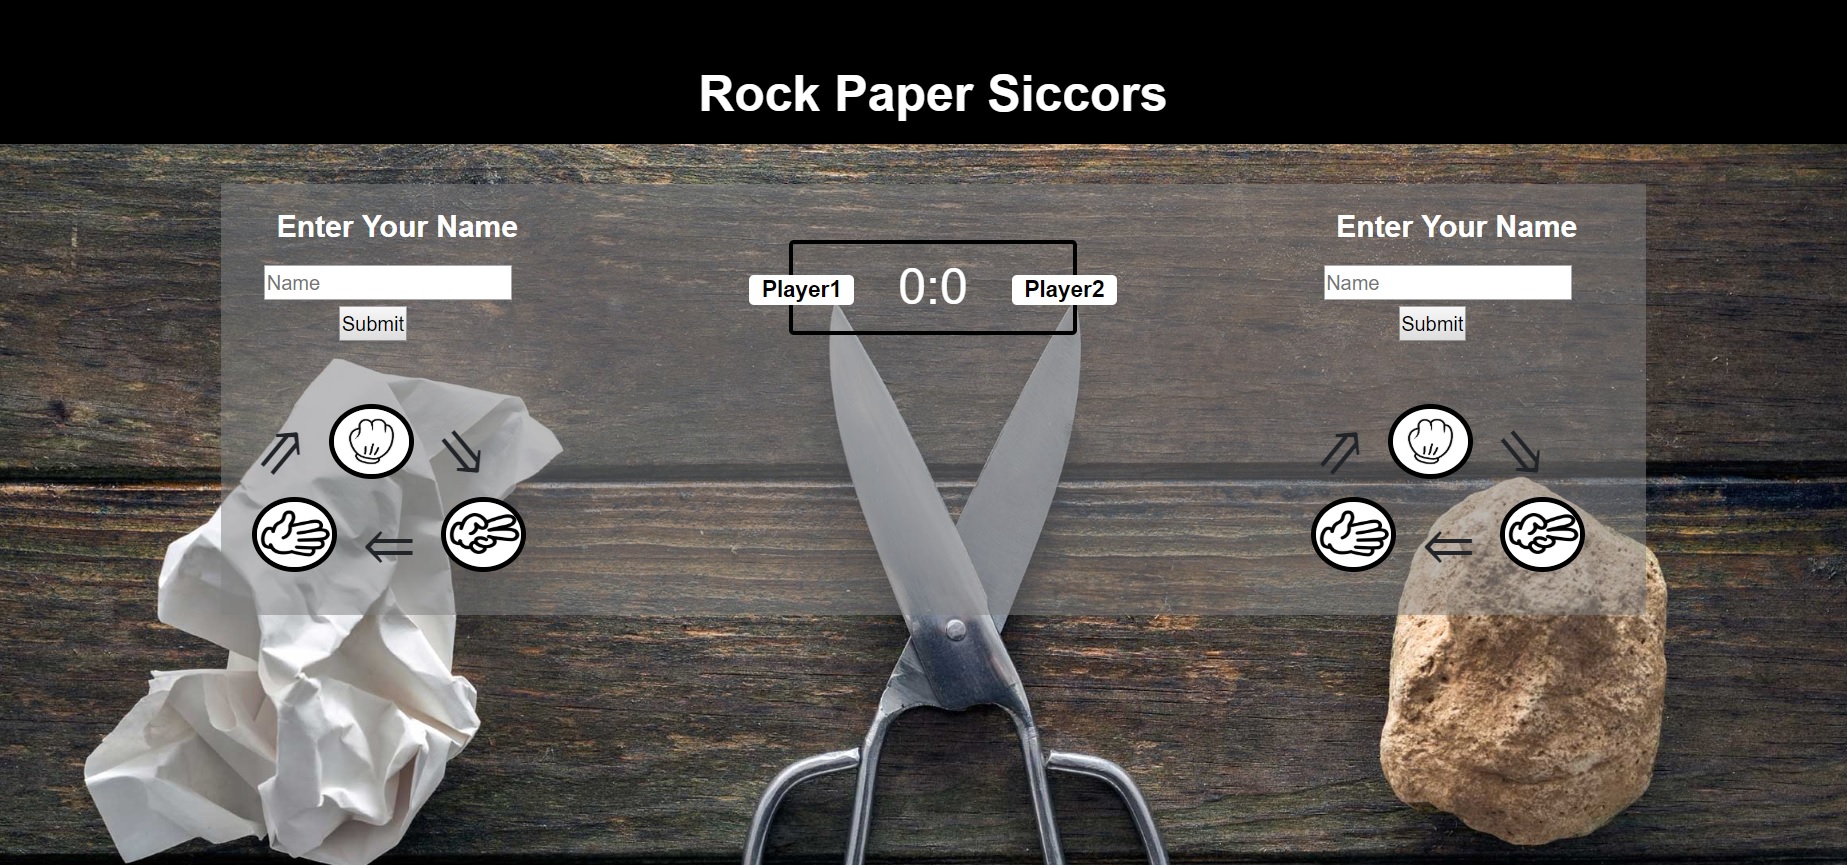 Rock Paper Siccors
Enter Your Name
Name
Submit
Player1 0:0 Player2
Enter Your Name
Name
Submit